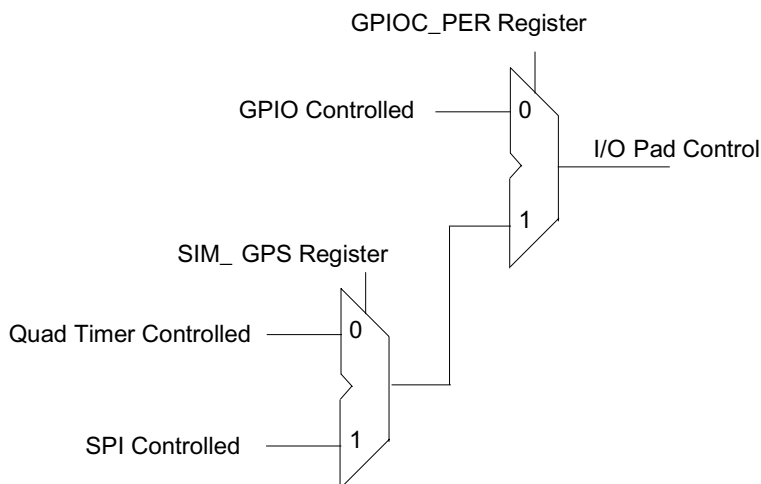 GPIOC_PER Register
GPIO Controlled
0
I/O Pad Control
1
SIM_ GPS Register
Quad Timer Controlled
0
SPI Controlled
1